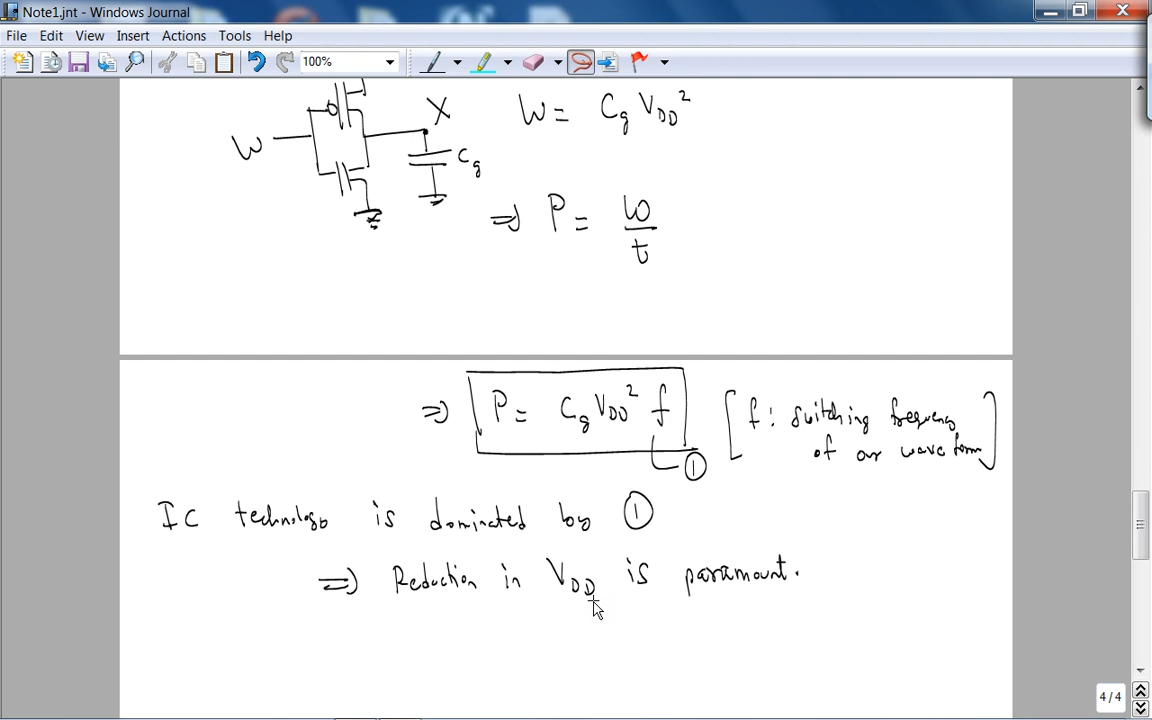 Note1.jnt - Windows Journal
File Edit View Insert Actions Tools Help
100%
W X Cg
W = Cg VDD²
⇒ P = W/t
⇒ P = Cg VDD² f [f: switching frequency
of our waveform]
①
IC technology is dominated by ①
⇒ Reduction in VDD is paramount.
4/4